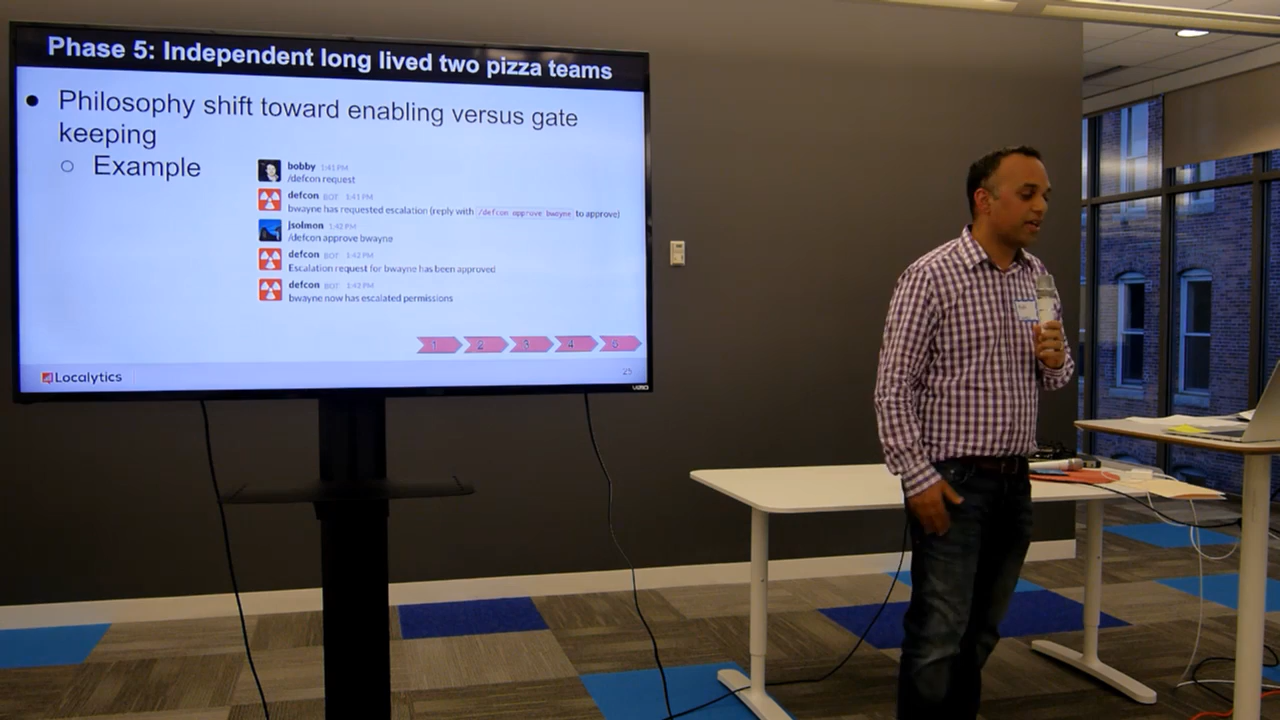 Phase 5: Independent long lived two pizza teams
Philosophy shift toward enabling versus gate
keeping
Example
bobby 1:41 PM
/defcon request
defcon BOT 1:41 PM
bwayne has requested escalation (reply with /defcon approve bwayne to approve)
jsolmon 1:42 PM
/defcon approve bwayne
defcon BOT 1:42 PM
Escalation request for bwayne has been approved
defcon BOT 1:42 PM
bwayne now has escalated permissions
1 2 3 4 5
Localytics
25
VIZIO